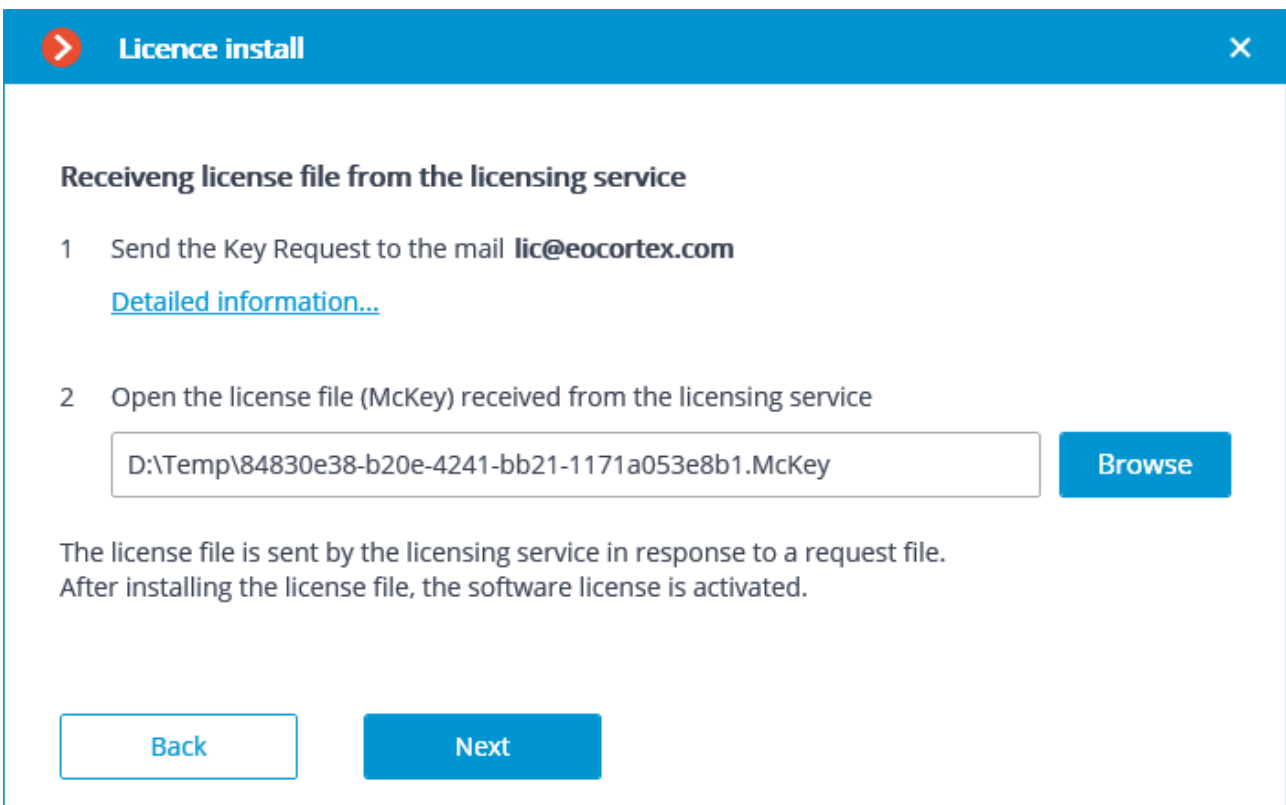 Licence install
Receiveng license file from the licensing service
1 Send the Key Request to the mail lic@eocortex.com
Detailed information...
2 Open the license file (McKey) received from the licensing service
D:\Temp\84830e38-b20e-4241-bb21-1171a053e8b1.McKey Browse
The license file is sent by the licensing service in response to a request file.
After installing the license file, the software license is activated.
Back Next